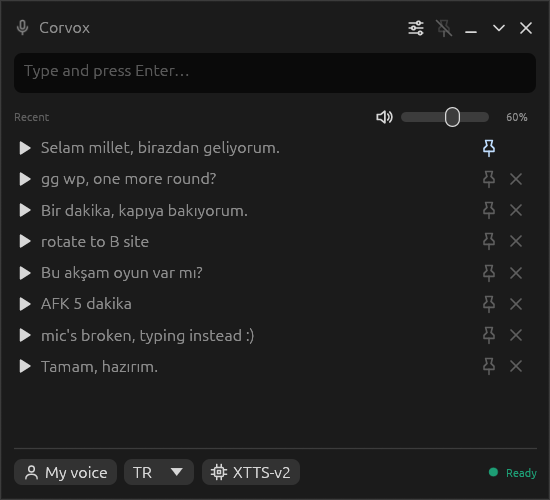 Corvox
Type and press Enter...
Recent
60%
Selam millet, birazdan geliyorum.
gg wp, one more round?
Bir dakika, kapıya bakıyorum.
rotate to B site
Bu akşam oyun var mı?
AFK 5 dakika
mic's broken, typing instead :)
Tamam, hazırım.
My voice
TR
XTTS-v2
Ready